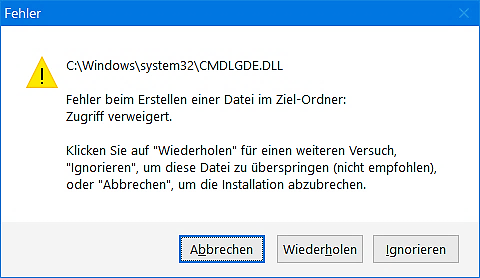 Fehler
C:\Windows\system32\CMDLGDE.DLL
Fehler beim Erstellen einer Datei im Ziel-Ordner:
Zugriff verweigert.
Klicken Sie auf "Wiederholen" für einen weiteren Versuch,
"Ignorieren", um diese Datei zu überspringen (nicht empfohlen),
oder "Abbrechen", um die Installation abzubrechen.
Abbrechen Wiederholen Ignorieren